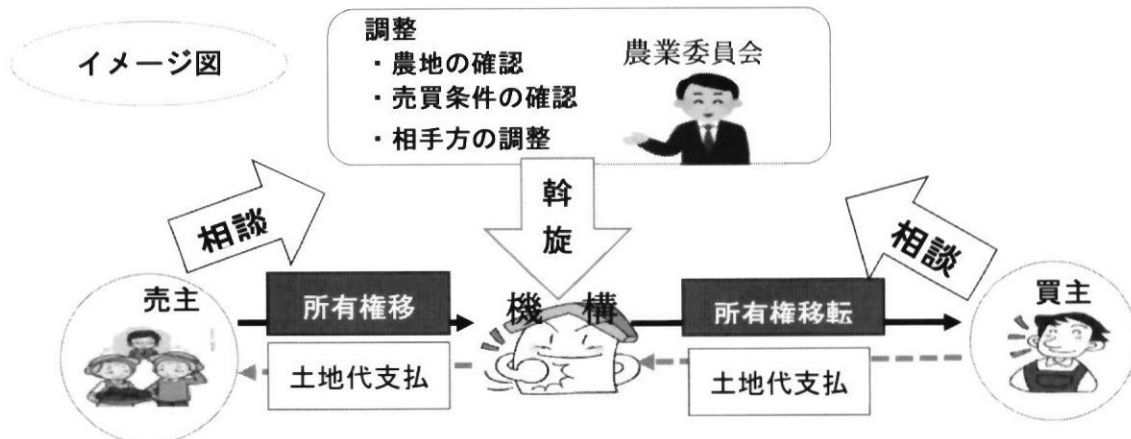 イメージ図
調整
・農地の確認
・売買条件の確認
・相手方の調整
農業委員会
相談
斡
旋
相談
売主
所有権移
機構
所有権移転
買主
土地代支払
土地代支払